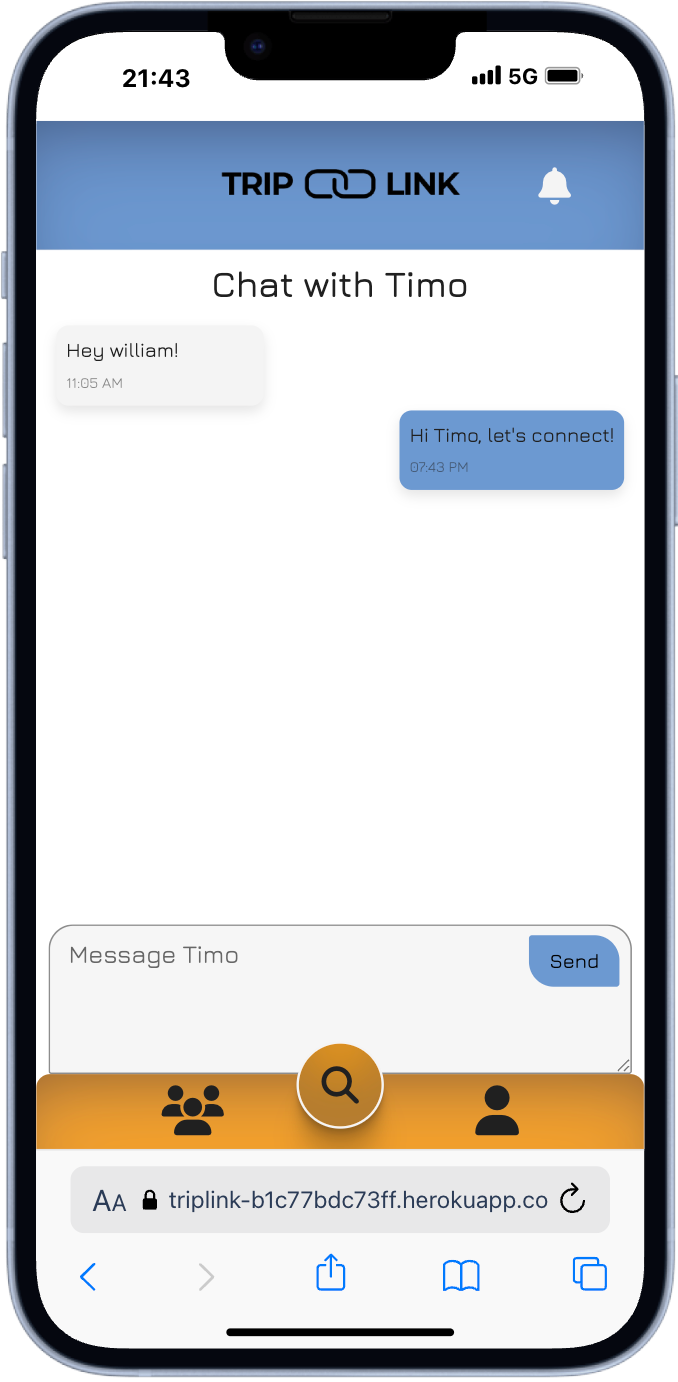 21:43 5G
TRIP LINK
Chat with Timo
Hey william!
11:05 AM
Hi Timo, let's connect!
07:43 PM
Message Timo
Send
AA triplink-b1c77bdc73ff.herokuapp.co